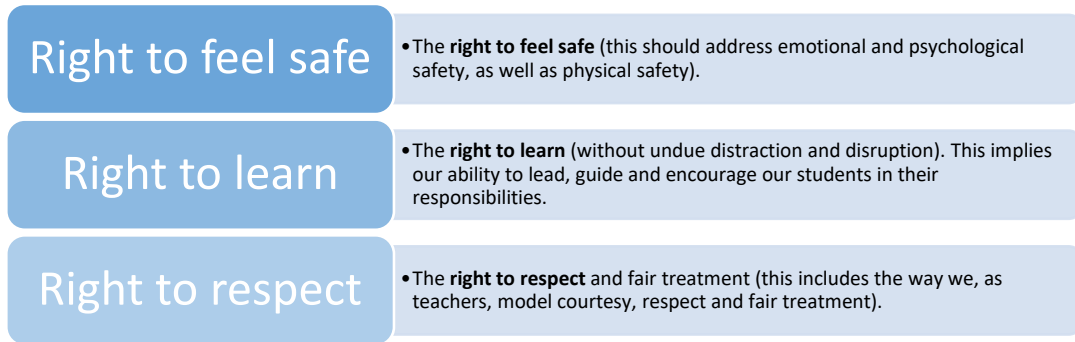 Right to feel safe
•The right to feel safe (this should address emotional and psychological
safety, as well as physical safety).
Right to learn
•The right to learn (without undue distraction and disruption). This implies
our ability to lead, guide and encourage our students in their
responsibilities.
Right to respect
•The right to respect and fair treatment (this includes the way we, as
teachers, model courtesy, respect and fair treatment).